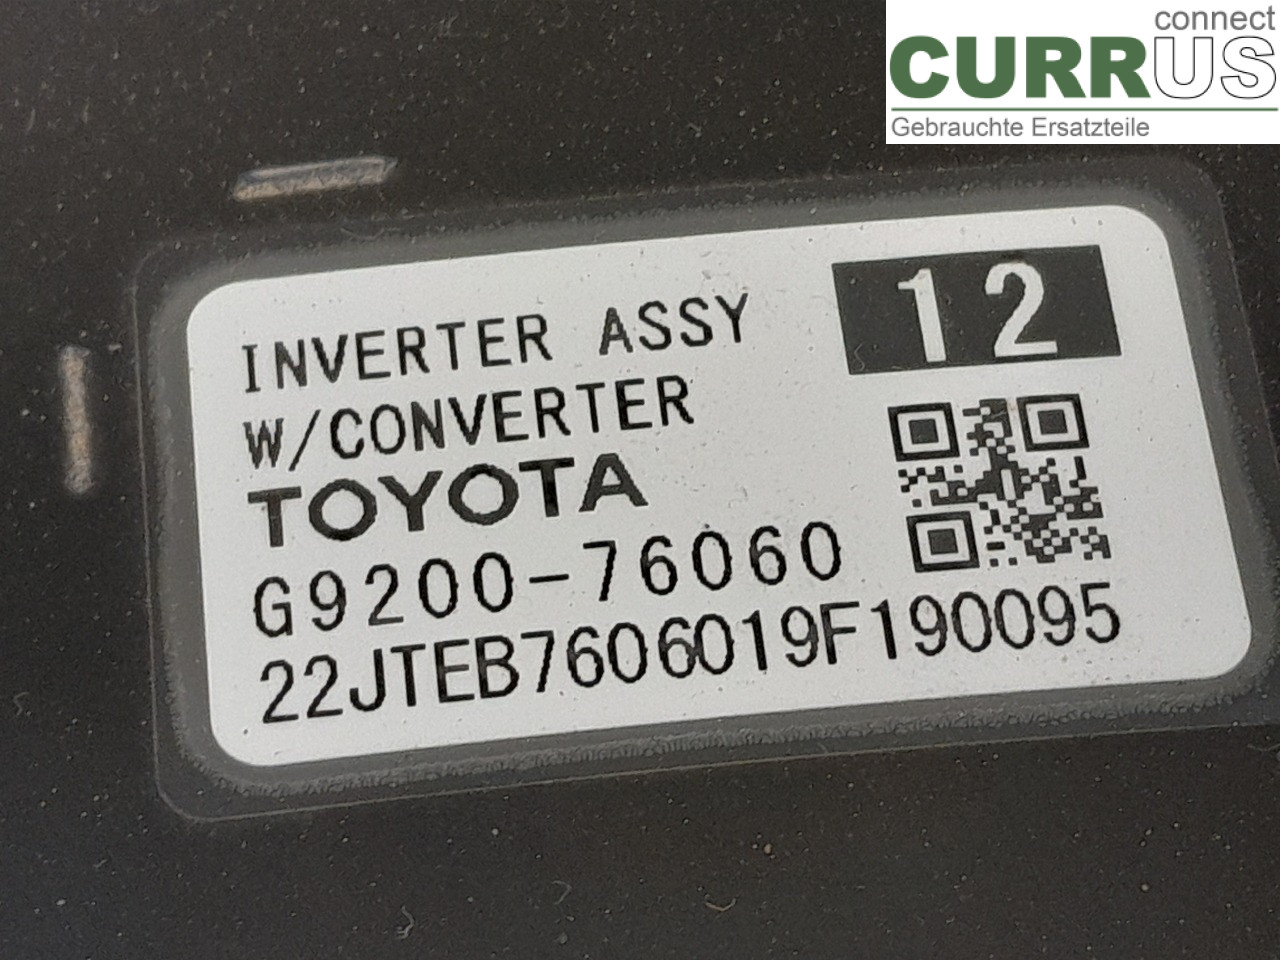 connect
CURRUS
Gebrauchte Ersatzteile
12
INVERTER ASSY
W/CONVERTER
TOYOTA
G9200-76060
22JTEB7606019F190095